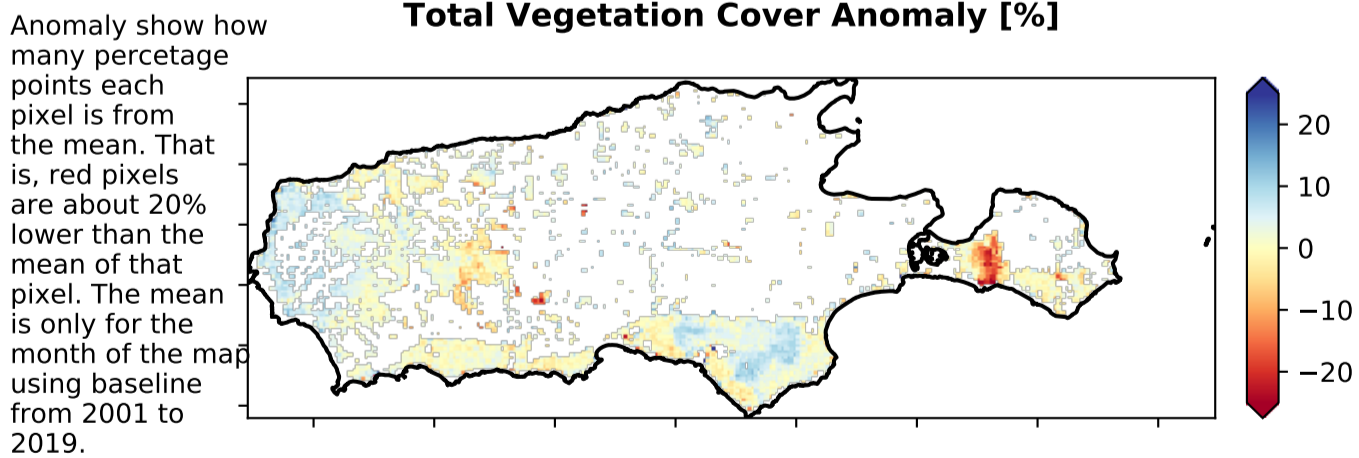 Total Vegetation Cover Anomaly [%]
Anomaly show how
many percetage
points each
pixel is from
the mean. That
is, red pixels
are about 20%
lower than the
mean of that
pixel. The mean
is only for the
month of the map
using baseline
from 2001 to
2019.
20
10
0
−10
−20